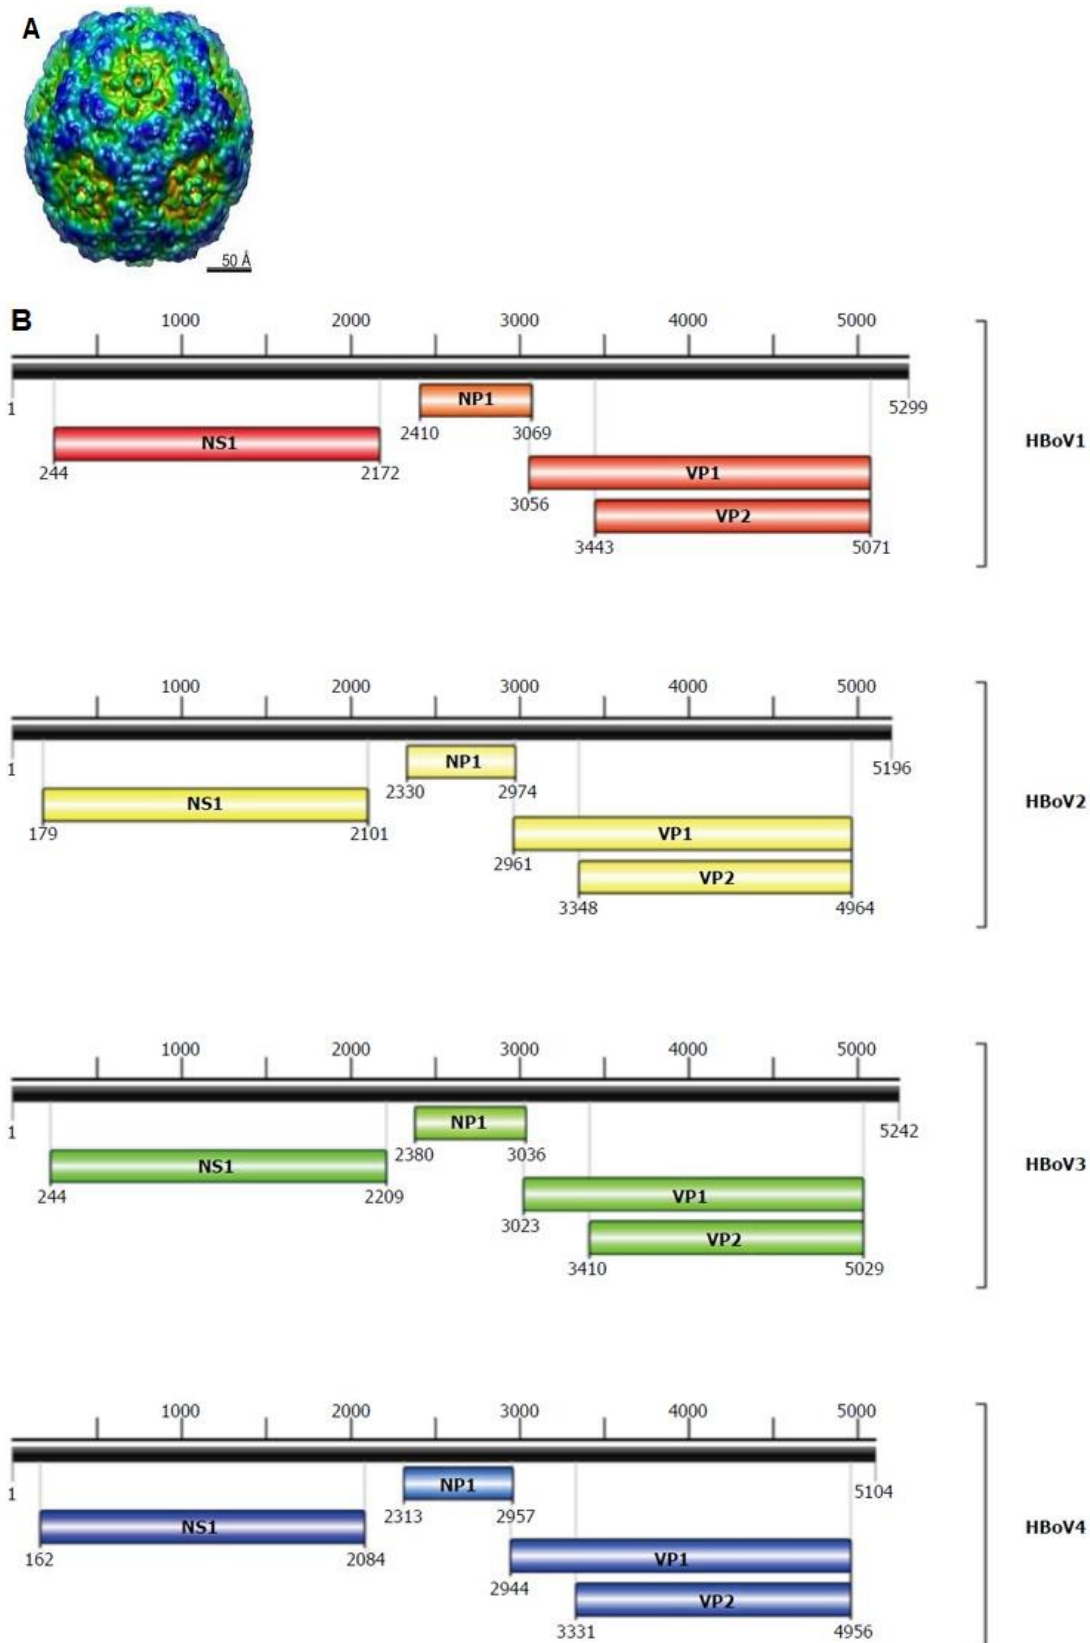 A
50 Å
B
1000 2000 3000 4000 5000
NP1
1 5299
2410 3069
NS1 HBoV1
244 2172 VP1
3056
VP2
3443 5071
1000 2000 3000 4000 5000
NP1
1 5196
2330 2974
NS1 HBoV2
179 2101 VP1
2961
VP2
3348 4964
1000 2000 3000 4000 5000
NP1
1 5242
2380 3036
NS1 HBoV3
244 2209 VP1
3023
VP2
3410 5029
1000 2000 3000 4000 5000
NP1
1 5104
2313 2957
NS1 HBoV4
162 2084 VP1
2944
VP2
3331 4956